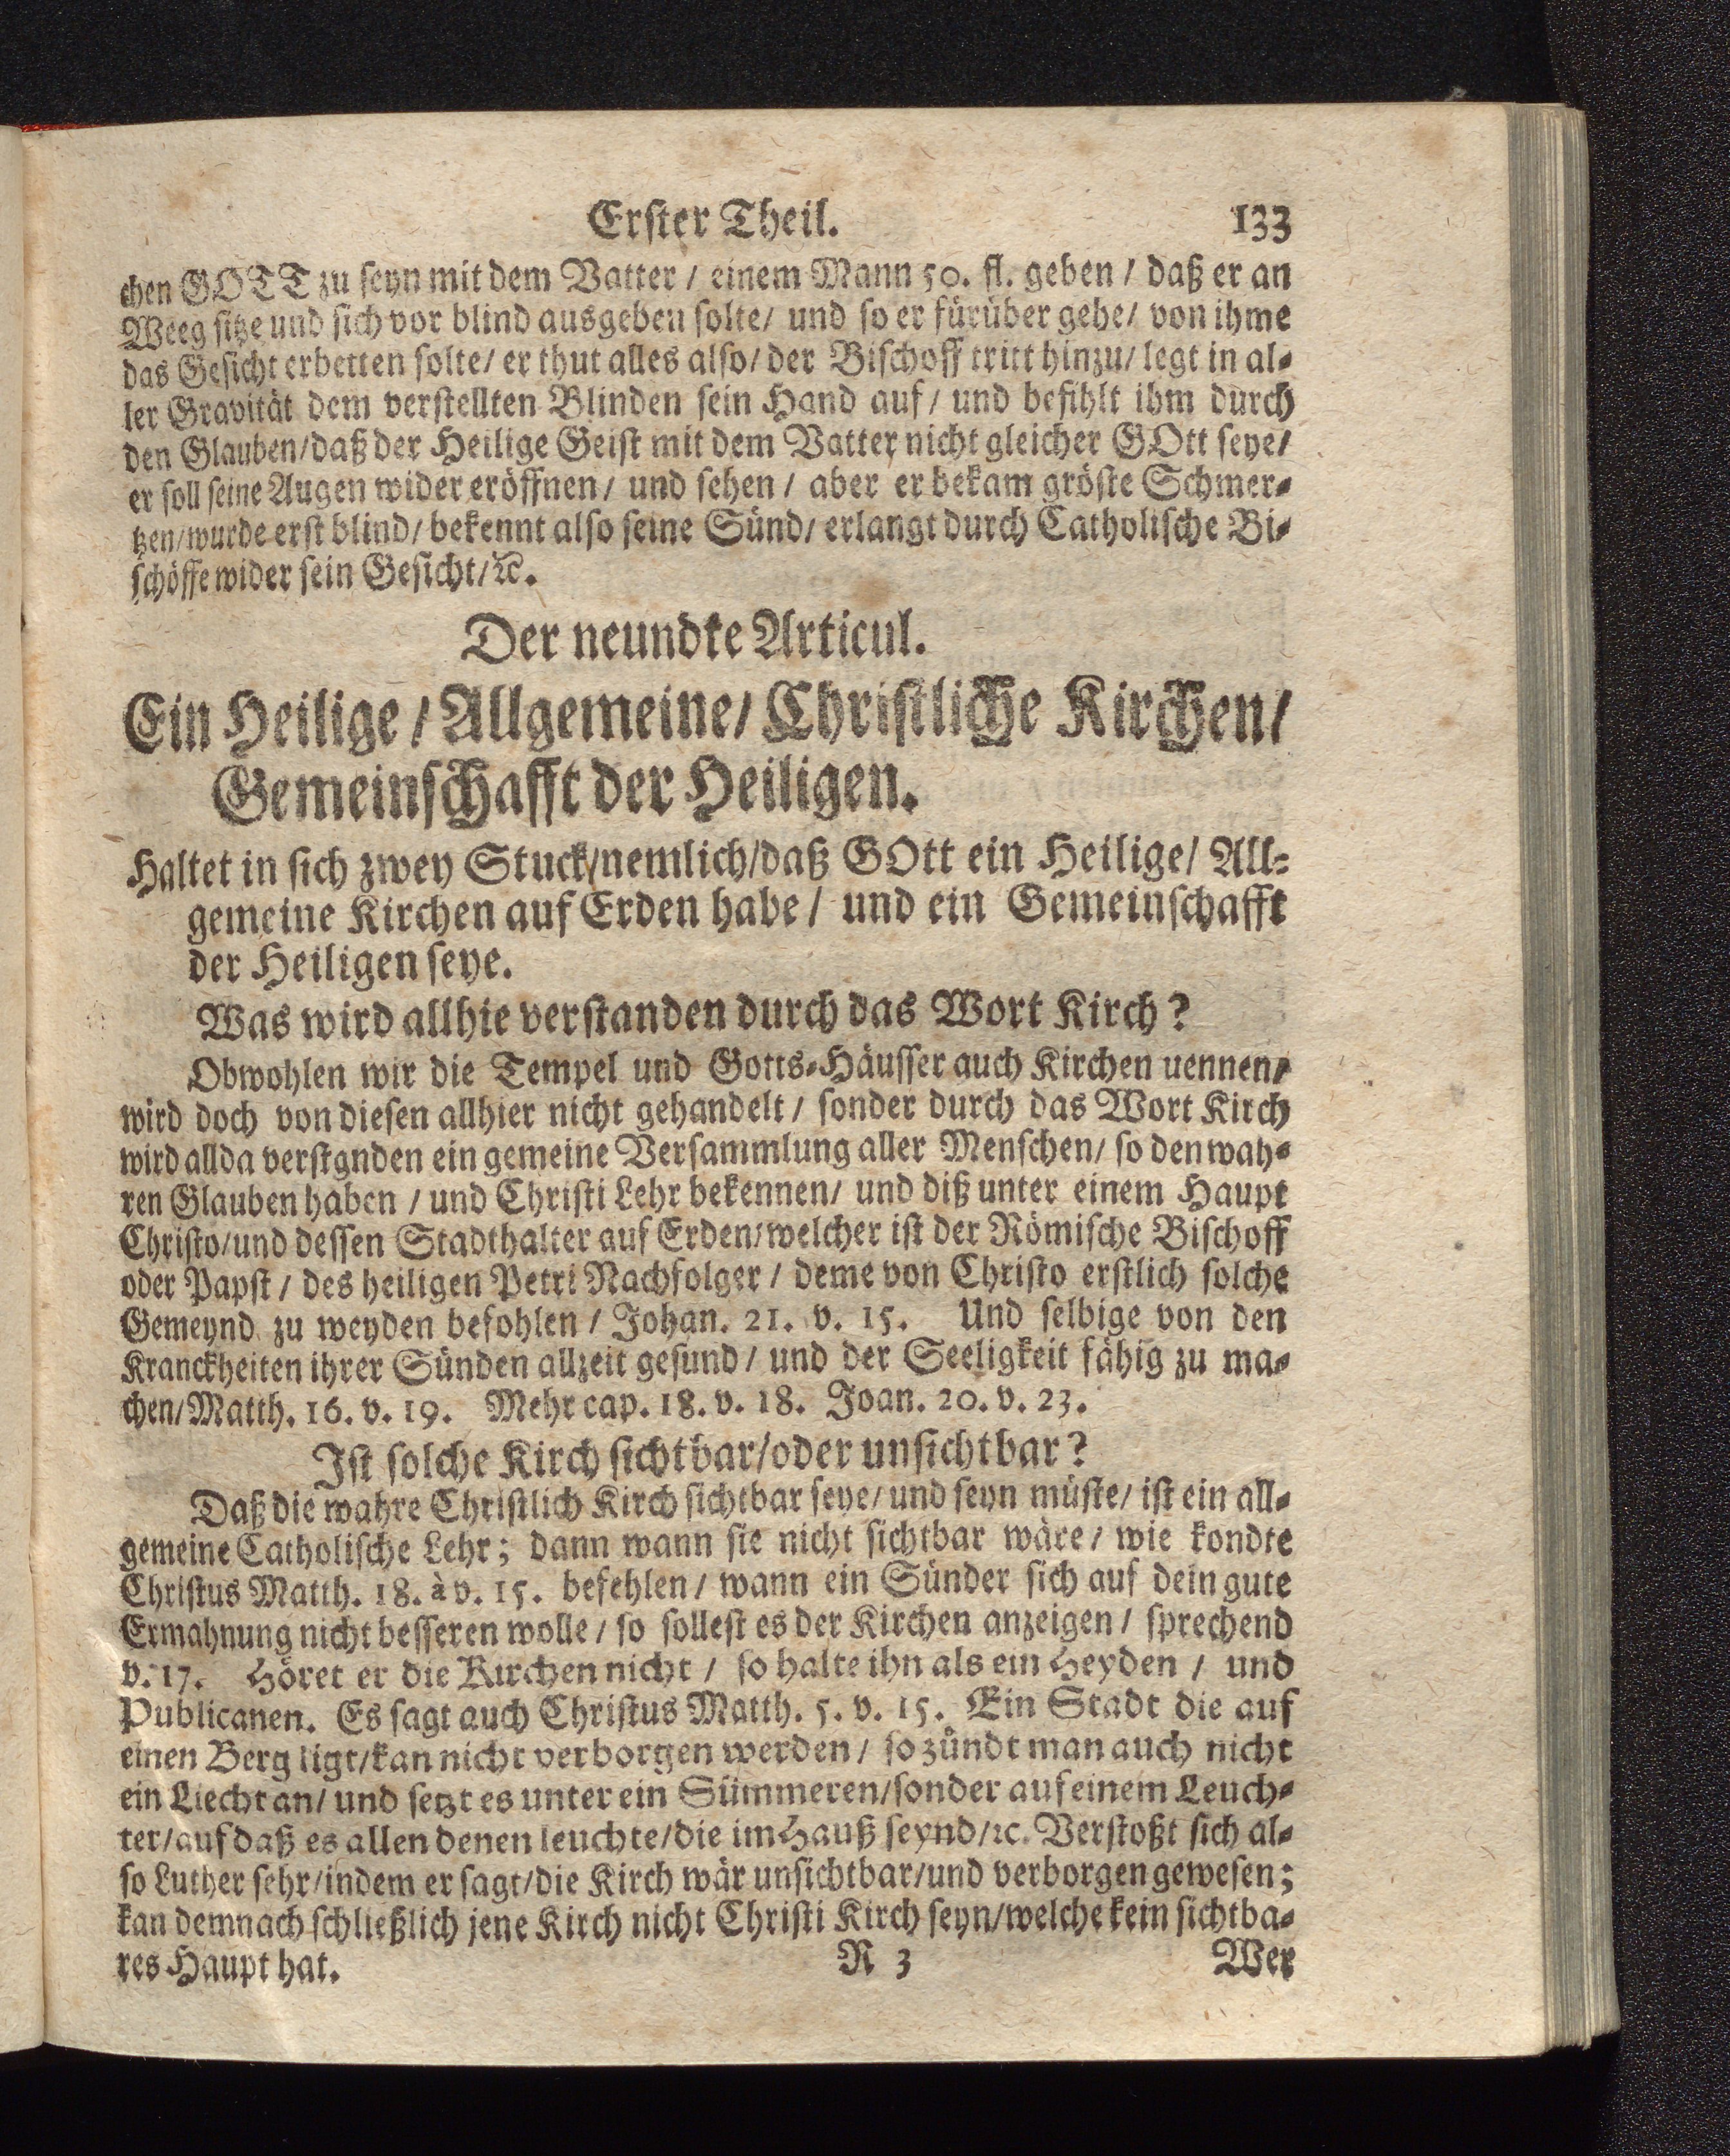 Erster Theil. 133
chen GOTT zu seyn mit dem Vatter / einem Mann 50. fl. geben / daß er an
Weeg sitze und sich vor blind ausgeben solte/ und so er fürüber gehe/ von ihme
das Gesicht erbetten solte/ er thut alles also/ der Bischoff tritt hinzu/ legt in al-
ler Gravität dem verstellten Blinden sein Hand auf / und befihlt ihm durch
den Glauben/daß der Heilige Geist mit dem Vatter nicht gleicher GOtt seye/
er soll seine Augen wider eröffnen / und sehen / aber er bekam gröste Schmer-
tzen/wurde erst blind/ bekennt also seine Sünd/ erlangt durch Catholische Bi-
schöffe wider sein Gesicht/ꝛc.
Der neundte Articul.
Ein Heilige / Allgemeine/ Christliche Kirchen/
Gemeinschafft der Heiligen.
Haltet in sich zwey Stuck/nemlich/daß GOtt ein Heilige/ All-
gemeine Kirchen auf Erden habe / und ein Gemeinschafft
der Heiligen seye.
Was wird allhie verstanden durch das Wort Kirch?
Obwohlen wir die Tempel und Gotts-Häusser auch Kirchen uennen/
wird doch von diesen allhier nicht gehandelt / sonder durch das Wort Kirch
wird allda verstanden ein gemeine Versammlung aller Menschen/ so den wah-
ren Glauben haben / und Christi Lehr bekennen/ und diß unter einem Haupt
Christo/und dessen Stadthalter auf Erden/welcher ist der Römische Bischoff
oder Papst / des heiligen Petri Nachfolger / deme von Christo erstlich solche
Gemeynd zu weyden befohlen / Johan. 21. v. 15. Und selbige von den
Kranckheiten ihrer Sünden allzeit gesund / und der Seeligkeit fähig zu ma-
chen/Matth. 16. v. 19. Mehr cap. 18. v. 18. Joan. 20. v. 23.
Ist solche Kirch sichtbar/oder unsichtbar?
Daß die wahre Christlich Kirch sichtbar seye/ und seyn müste/ ist ein all-
gemeine Catholische Lehr; dann wann sie nicht sichtbar wäre / wie kondte
Christus Matth. 18. à v. 15. befehlen / wann ein Sünder sich auf dein gute
Ermahnung nicht besseren wolle / so sollest es der Kirchen anzeigen / sprechend
v. 17. Höret er die Kirchen nicht / so halte ihn als ein Heyden / und
Publicanen. Es sagt auch Christus Matth. 5. v. 15. Ein Stadt die auf
einen Berg ligt/kan nicht verborgen werden / so zündt man auch nicht
ein Liecht an/ und setzt es unter ein Sümmeren/sonder auf einem Leuch-
ter/auf daß es allen denen leuchte/die im Hauß seynd/ꝛc. Verstoßt sich al-
so Luther sehr/indem er sagt/die Kirch wär unsichtbar/und verborgen gewesen;
kan demnach schließlich jene Kirch nicht Christi Kirch seyn/welche kein sichtba-
res Haupt hat. R 3 Wer